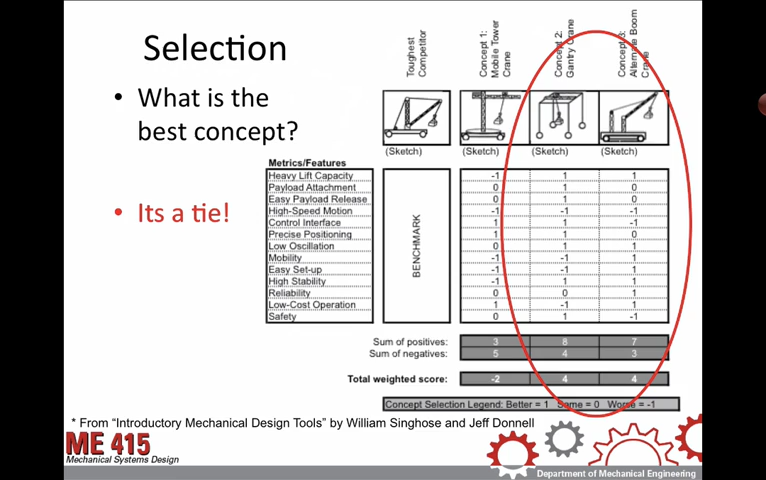 Selection
• What is the
best concept?
• Its a tie!
Toughest
Competitor
Concept 1:
Mobile Tower
Crane
Concept 2:
Gantry Crane
Concept 3:
Alternate Boom
Crane
(Sketch) (Sketch) (Sketch) (Sketch)
Metrics/Features
BENCHMARK
Heavy Lift Capacity -1 1 1
Payload Attachment 0 1 0
Easy Payload Release 0 1 0
High-Speed Motion -1 -1 -1
Control Interface 1 1 -1
Precise Positioning 1 1 0
Low Oscillation 0 1 1
Mobility -1 -1 1
Easy Set-up -1 -1 1
High Stability -1 1 1
Reliability 0 0 1
Low-Cost Operation 1 -1 1
Safety 0 1 -1
Sum of positives: 3 8 7
Sum of negatives: 5 4 3
Total weighted score: -2 4 4
Concept Selection Legend: Better = 1 Same = 0 Worse = -1
* From “Introductory Mechanical Design Tools” by William Singhose and Jeff Donnell
ME 415
Mechanical Systems Design
Department of Mechanical Engineering